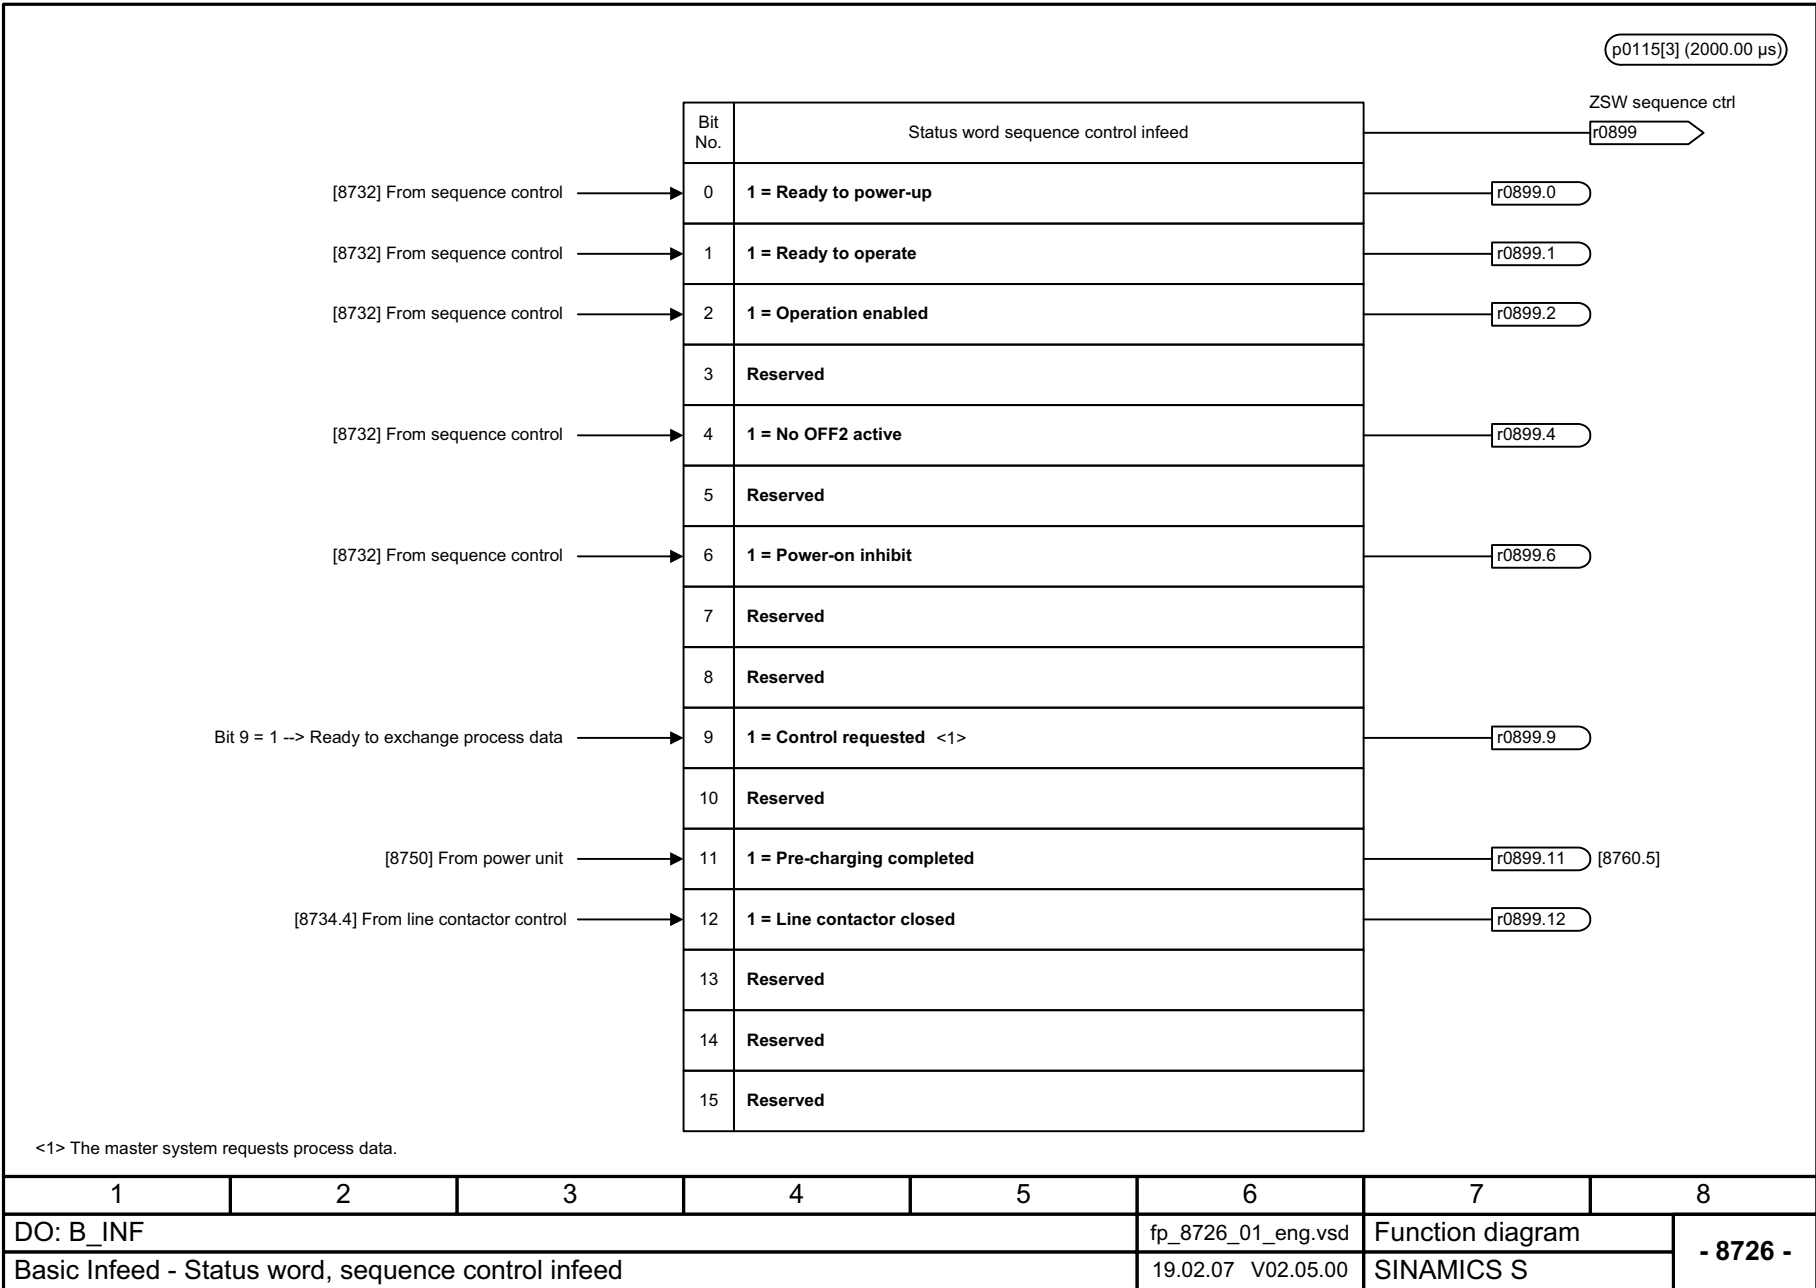 p0115[3] (2000.00 µs)
ZSW sequence ctrl
Bit No. Status word sequence control infeed r0899
[8732] From sequence control 0 1 = Ready to power-up r0899.0
[8732] From sequence control 1 1 = Ready to operate r0899.1
[8732] From sequence control 2 1 = Operation enabled r0899.2
3 Reserved
[8732] From sequence control 4 1 = No OFF2 active r0899.4
5 Reserved
[8732] From sequence control 6 1 = Power-on inhibit r0899.6
7 Reserved
8 Reserved
Bit 9 = 1 --> Ready to exchange process data 9 1 = Control requested <1> r0899.9
10 Reserved
[8750] From power unit 11 1 = Pre-charging completed r0899.11 [8760.5]
[8734.4] From line contactor control 12 1 = Line contactor closed r0899.12
13 Reserved
14 Reserved
15 Reserved
<1> The master system requests process data.
1 2 3 4 5 6 7 8
DO: B_INF fp_8726_01_eng.vsd Function diagram
- 8726 -
Basic Infeed - Status word, sequence control infeed 19.02.07 V02.05.00 SINAMICS S